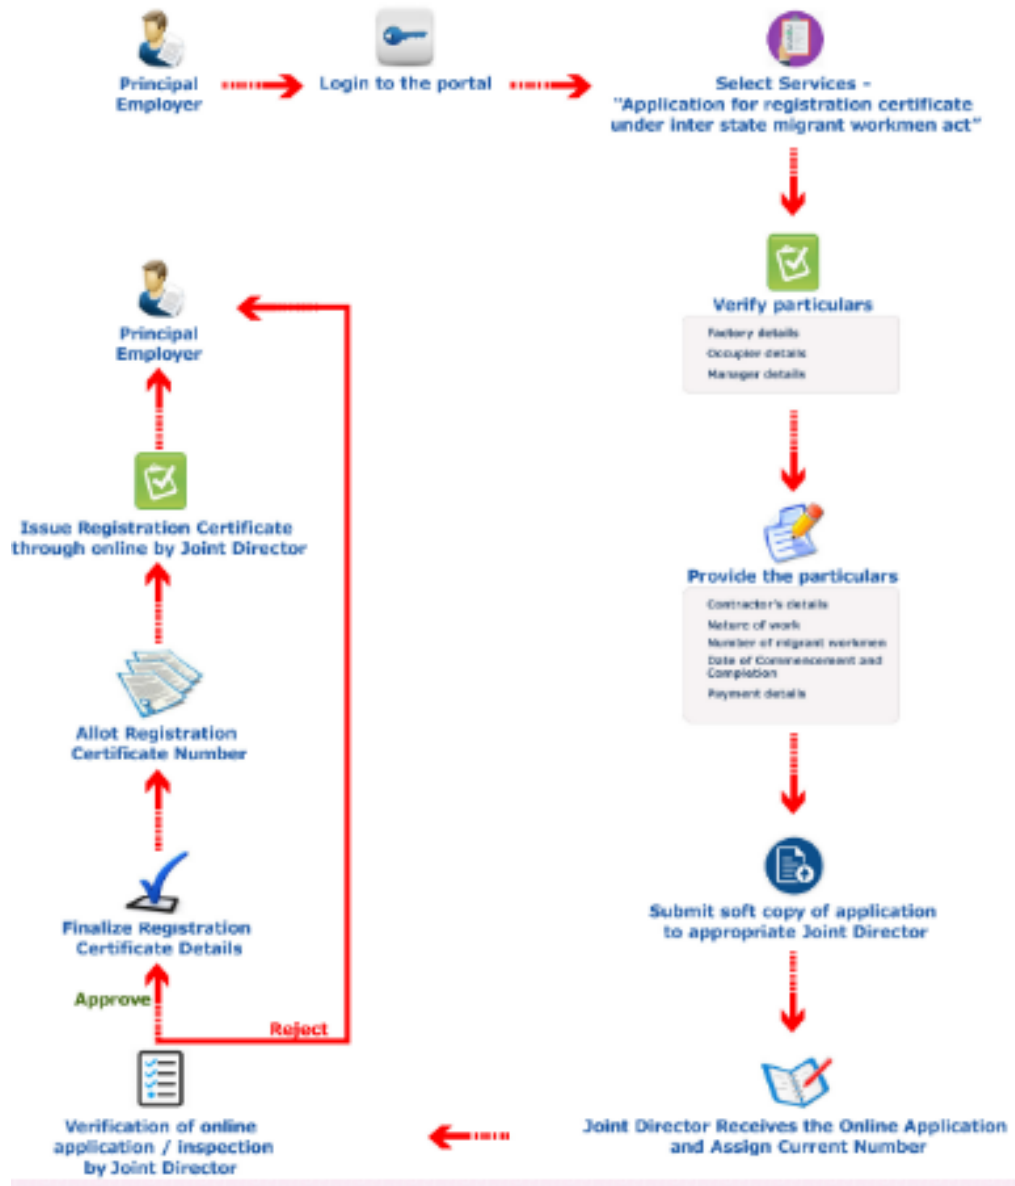 Principal
Employer
Login to the portal
Select Services –
"Application for registration certificate
under inter state migrant workmen act"
Verify particulars
Factory details
Occupier details
Manager details
Provide the particulars
Contractor's details
Nature of work
Number of migrant workmen
Date of Commencement and
Completion
Payment details
Submit soft copy of application
to appropriate Joint Director
Joint Director Receives the Online Application
and Assign Current Number
Verification of online
application / inspection
by Joint Director
Approve
Reject
Finalize Registration
Certificate Details
Allot Registration
Certificate Number
Issue Registration Certificate
through online by Joint Director
Principal
Employer